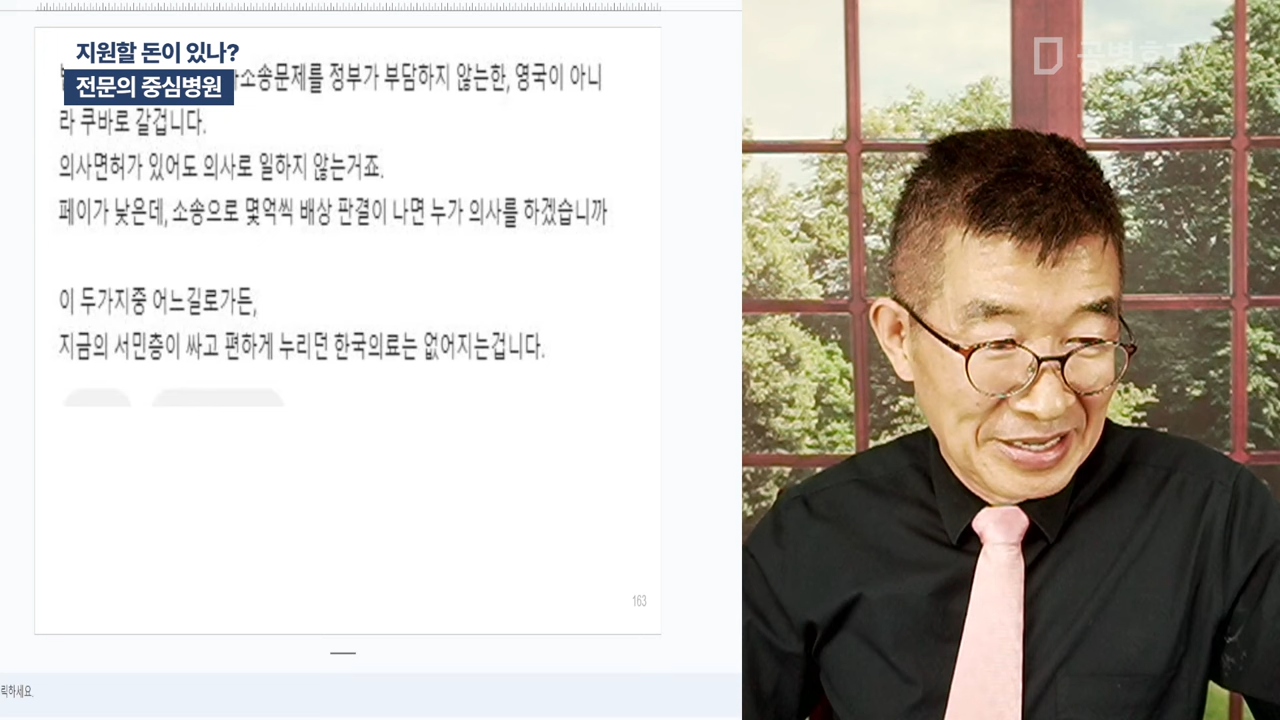 지원할 돈이 있나?
전문의 중심병원
소송문제를 정부가 부담하지 않는한, 영국이 아니
라 쿠바로 갈겁니다.
의사면허가 있어도 의사로 일하지 않는거죠.
페이가 낮은데, 소송으로 몇억씩 배상 판결이 나면 누가 의사를 하겠습니까
이 두가지중 어느길로가든,
지금의 서민층이 싸고 편하게 누리던 한국의료는 없어지는겁니다.
163
릭하세요.